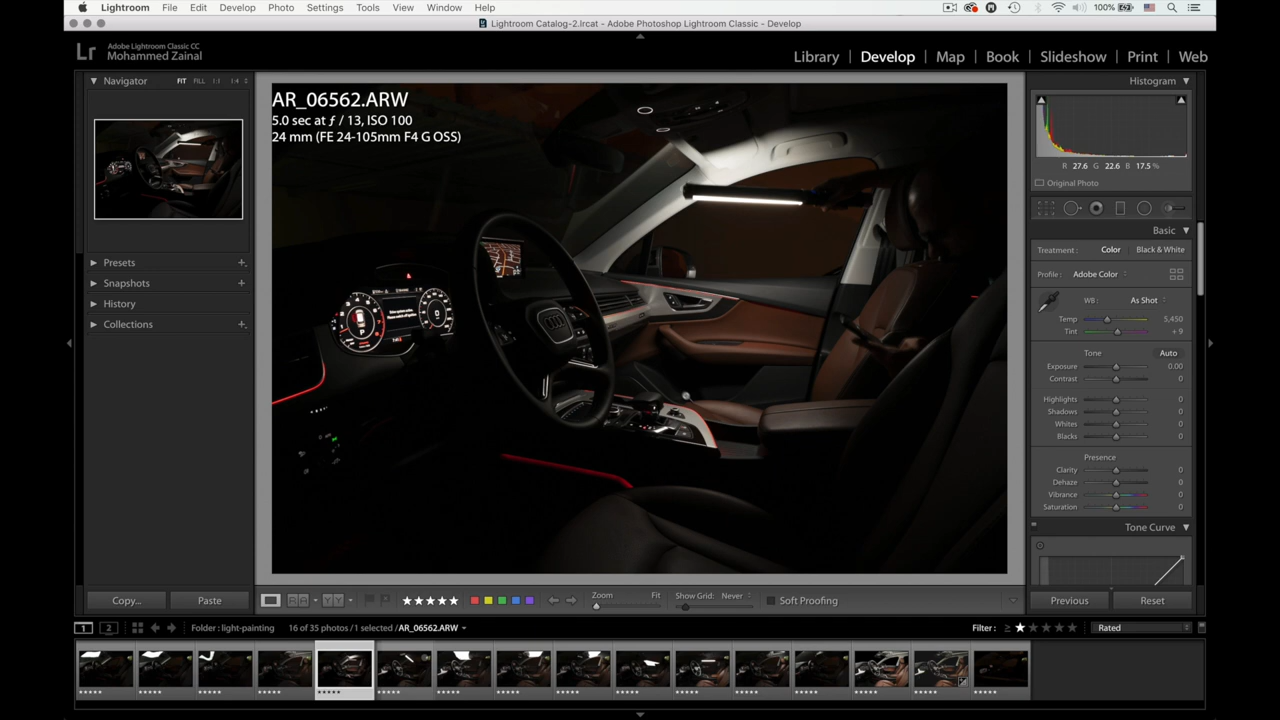 Lightroom File Edit Develop Photo Settings Tools View Window Help 100%
Lightroom Catalog-2.lrcat - Adobe Photoshop Lightroom Classic - Develop
Lr Adobe Lightroom Classic CC
Mohammed Zainal
Library | Develop | Map | Book | Slideshow | Print | Web
Navigator FIT FILL 1:1 1:4
Presets
Snapshots
History
Collections
Copy... Paste
AR_06562.ARW
5.0 sec at ƒ / 13, ISO 100
24 mm (FE 24-105mm F4 G OSS)
Histogram
R 27.6 G 22.6 B 17.5 %
Original Photo
Basic
Treatment : Color Black & White
Profile : Adobe Color
WB : As Shot
Temp 5,450
Tint + 9
Tone Auto
Exposure 0.00
Contrast 0
Highlights 0
Shadows 0
Whites 0
Blacks 0
Presence
Clarity 0
Dehaze 0
Vibrance 0
Saturation 0
Tone Curve
Previous Reset
Zoom Fit Show Grid: Never Soft Proofing
1 2 Folder : light-painting 16 of 35 photos / 1 selected / AR_06562.ARW
Filter : Rated